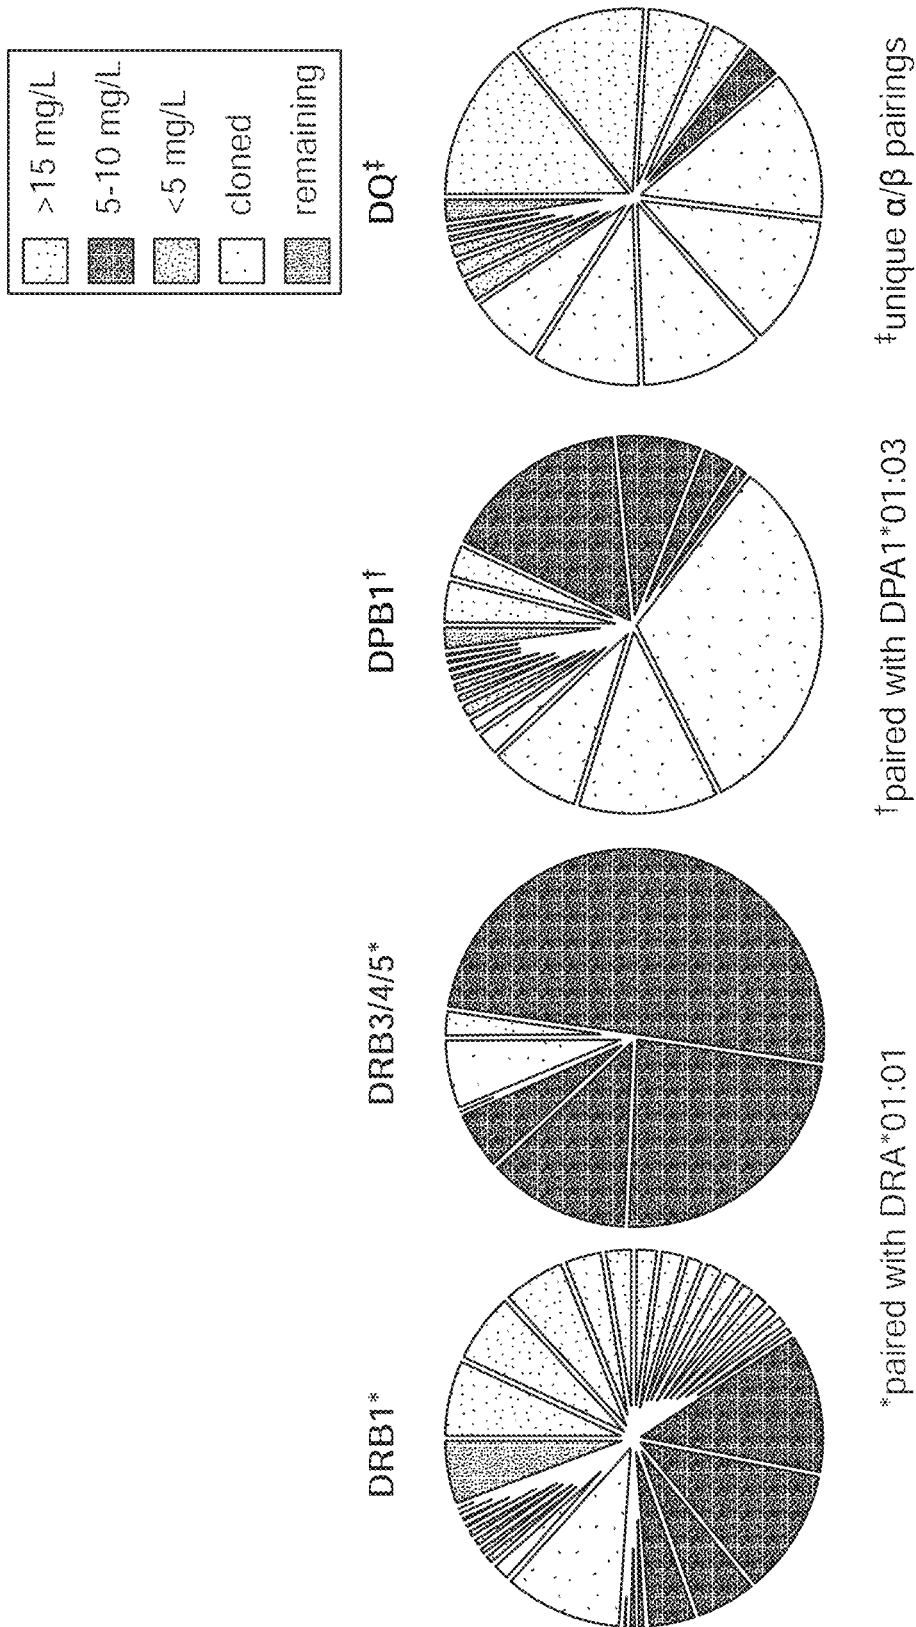 >15 mg/L
5-10 mg/L
<5 mg/L
cloned
remaining
DRB1*
DRB3/4/5*
DPB1†
DQ‡
*paired with DRA*01:01
†paired with DPA1*01:03
‡unique α/β pairings